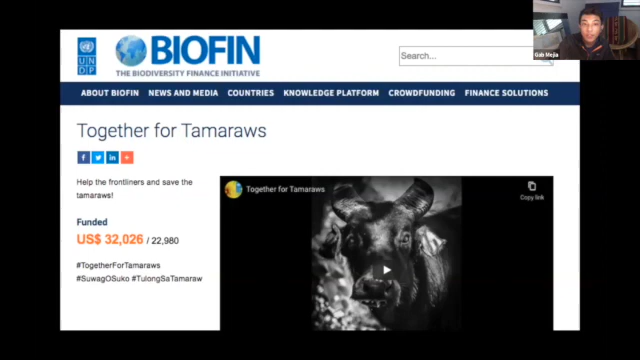 Gab Mejia
UN
DP
BIOFIN
THE BIODIVERSITY FINANCE INITIATIVE
Search...
ABOUT BIOFIN NEWS AND MEDIA COUNTRIES KNOWLEDGE PLATFORM CROWDFUNDING FINANCE SOLUTIONS
Together for Tamaraws
Help the frontliners and save the
tamaraws!
Funded
US$ 32,026 / 22,980
#TogetherForTamaraws
#SuwagOSuko #TulongSaTamaraw
Together for Tamaraws
Copy link